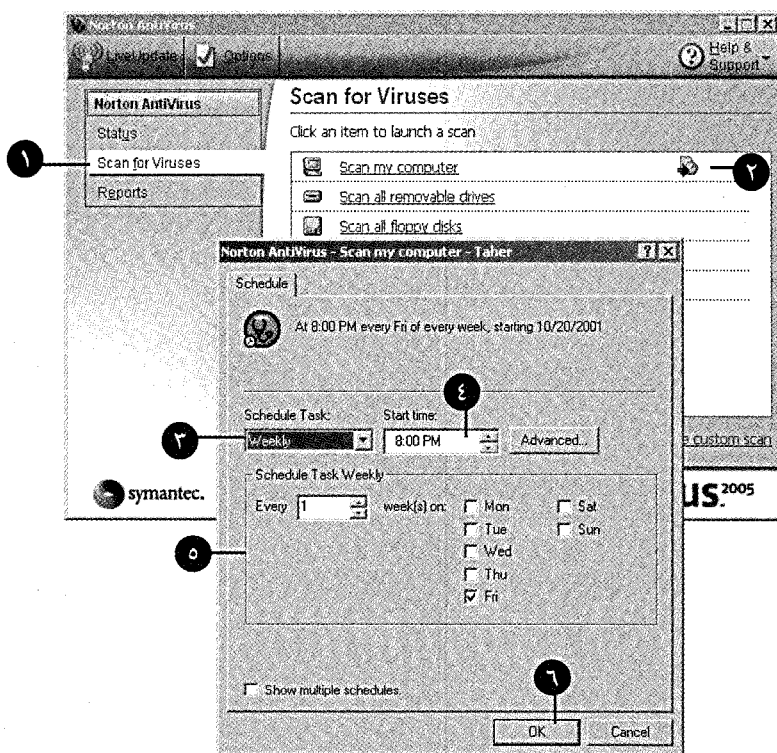 Norton AntiVirus
LiveUpdate Options Help & Support
Norton AntiVirus
Status
Scan for Viruses
Reports
١
Scan for Viruses
Click an item to launch a scan
Scan my computer
٢
Scan all removable drives
Scan all floppy disks
Norton AntiVirus - Scan my computer - Taher
Schedule
At 8:00 PM every Fri of every week, starting 10/20/2001
٤
Schedule Task: Start time:
٣
Weekly 8:00 PM Advanced...
custom scan
symantec.
us 2005
Schedule Task Weekly
Every 1 week(s) on: Mon Sat
Tue Sun
Wed
Thu
Fri
٥
Show multiple schedules.
٦
OK Cancel